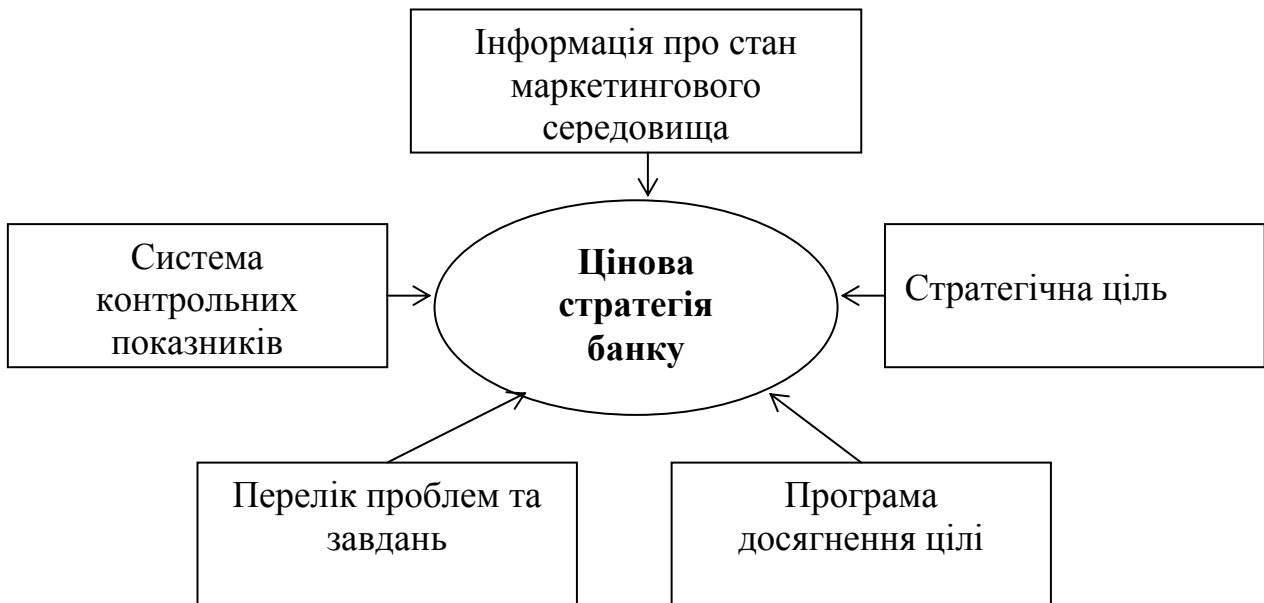 Інформація про стан
маркетингового
середовища
Система
контрольних
показників
Цінова
стратегія
банку
Стратегічна ціль
Перелік проблем та
завдань
Програма
досягнення цілі